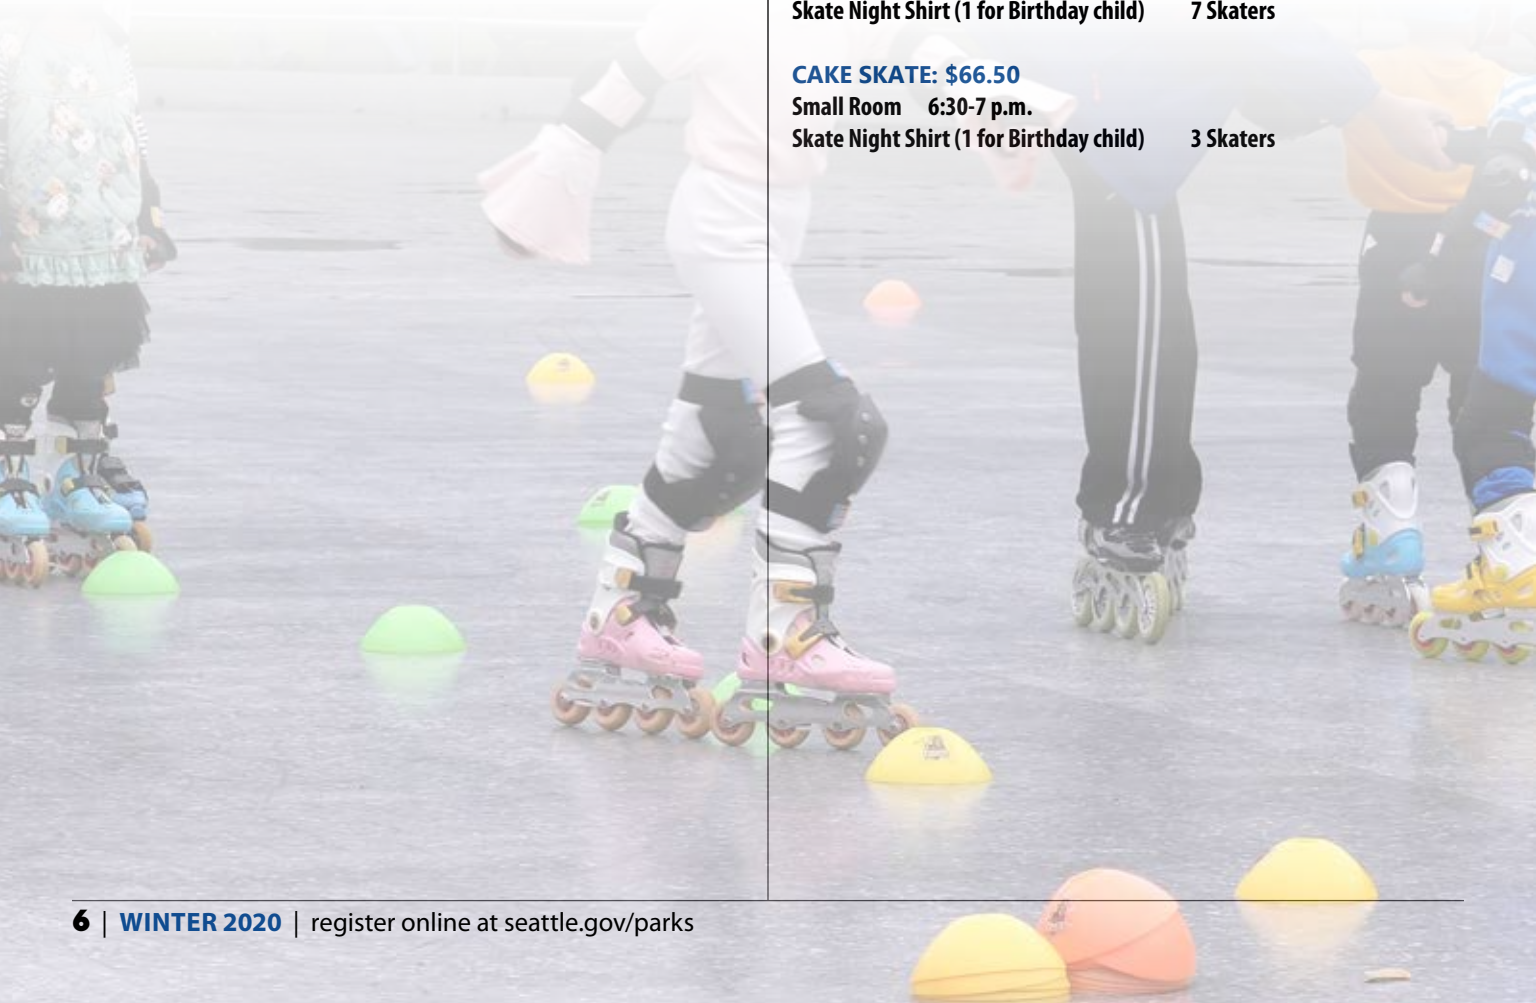 Skate Night Shirt (1 for Birthday child) 7 Skaters
CAKE SKATE: $66.50
Small Room 6:30-7 p.m.
Skate Night Shirt (1 for Birthday child) 3 Skaters
6 | WINTER 2020 | register online at seattle.gov/parks